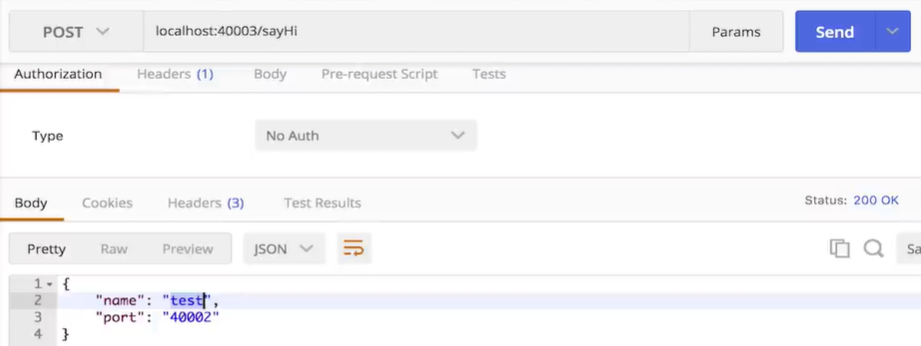 POST localhost:40003/sayHi Params Send
Authorization Headers (1) Body Pre-request Script Tests
Type No Auth
Body Cookies Headers (3) Test Results Status: 200 OK
Pretty Raw Preview JSON Sa
1 {
2 "name": "test",
3 "port": "40002"
4 }